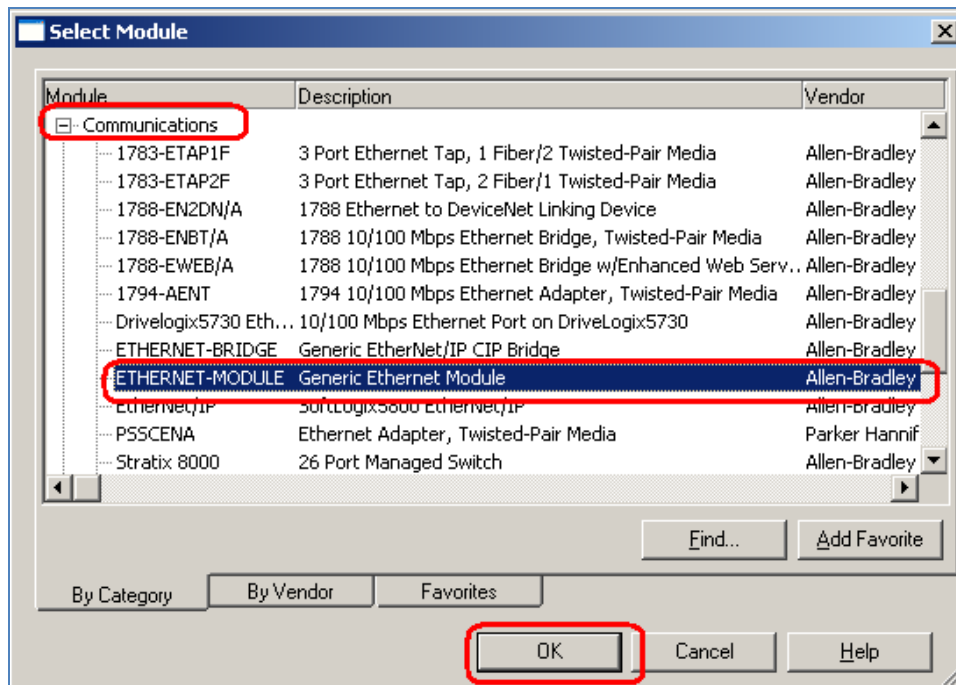 Select Module
Module Description Vendor
Communications
1783-ETAP1F 3 Port Ethernet Tap, 1 Fiber/2 Twisted-Pair Media Allen-Bradley
1783-ETAP2F 3 Port Ethernet Tap, 2 Fiber/1 Twisted-Pair Media Allen-Bradley
1788-EN2DN/A 1788 Ethernet to DeviceNet Linking Device Allen-Bradley
1788-ENBT/A 1788 10/100 Mbps Ethernet Bridge, Twisted-Pair Media Allen-Bradley
1788-EWEB/A 1788 10/100 Mbps Ethernet Bridge w/Enhanced Web Serv.. Allen-Bradley
1794-AENT 1794 10/100 Mbps Ethernet Adapter, Twisted-Pair Media Allen-Bradley
Drivelogix5730 Eth... 10/100 Mbps Ethernet Port on DriveLogix5730 Allen-Bradley
ETHERNET-BRIDGE Generic EtherNet/IP CIP Bridge Allen-Bradley
ETHERNET-MODULE Generic Ethernet Module Allen-Bradley
EtherNet/IP SoftLogix5800 EtherNet/IP Allen-Bradley
PSSCENA Ethernet Adapter, Twisted-Pair Media Parker Hannif
Stratix 8000 26 Port Managed Switch Allen-Bradley
Find... Add Favorite
By Category By Vendor Favorites
OK Cancel Help